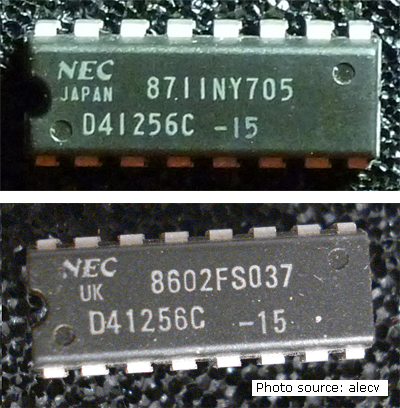 NEC
JAPAN 8711NY705
D41256C -15
NEC
UK 8602FS037
D41256C -15
Photo source: alecv